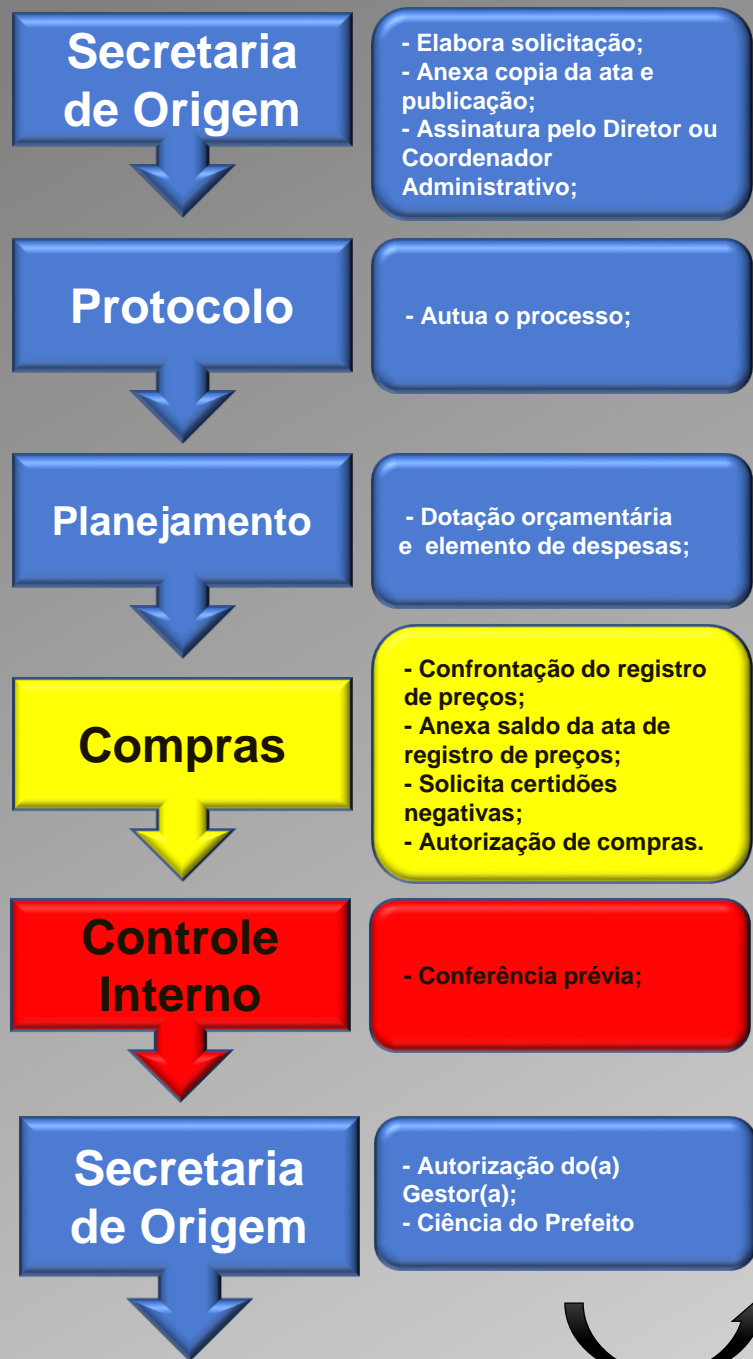 Secretaria
de Origem
- Elabora solicitação;
- Anexa copia da ata e
publicação;
- Assinatura pelo Diretor ou
Coordenador
Administrativo;
Protocolo
- Autua o processo;
Planejamento
- Dotação orçamentária
e elemento de despesas;
Compras
- Confrontação do registro
de preços;
- Anexa saldo da ata de
registro de preços;
- Solicita certidões
negativas;
- Autorização de compras.
Controle
Interno
- Conferência prévia;
Secretaria
de Origem
- Autorização do(a)
Gestor(a);
- Ciência do Prefeito